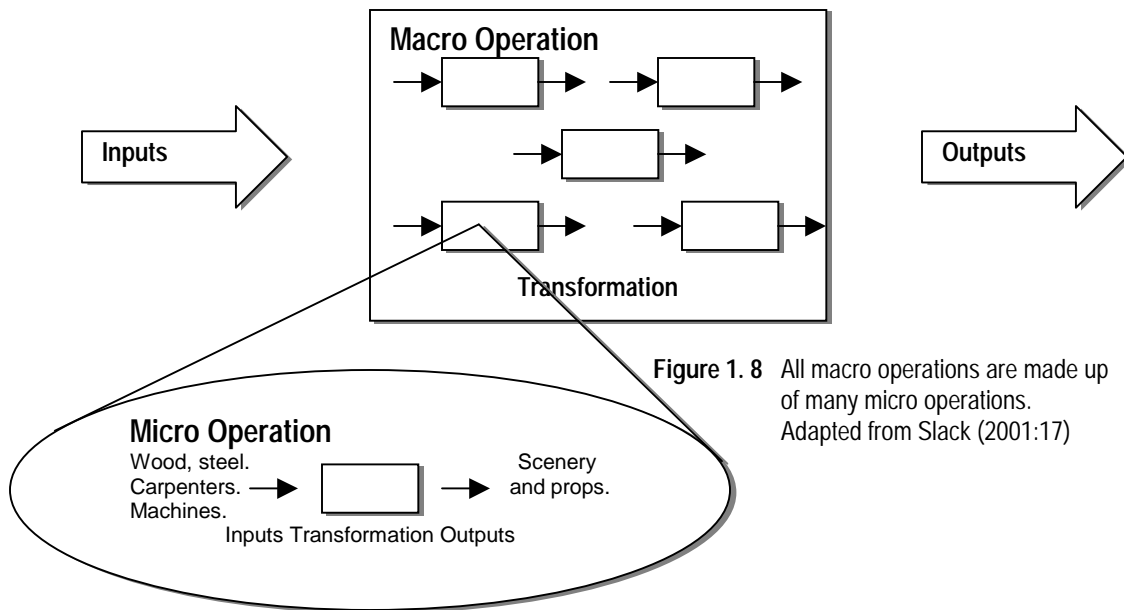 Macro Operation
Inputs
Outputs
Transformation
Figure 1. 8 All macro operations are made up
of many micro operations.
Adapted from Slack (2001:17)
Micro Operation
Wood, steel.
Carpenters.
Machines.
Scenery
and props.
Inputs Transformation Outputs